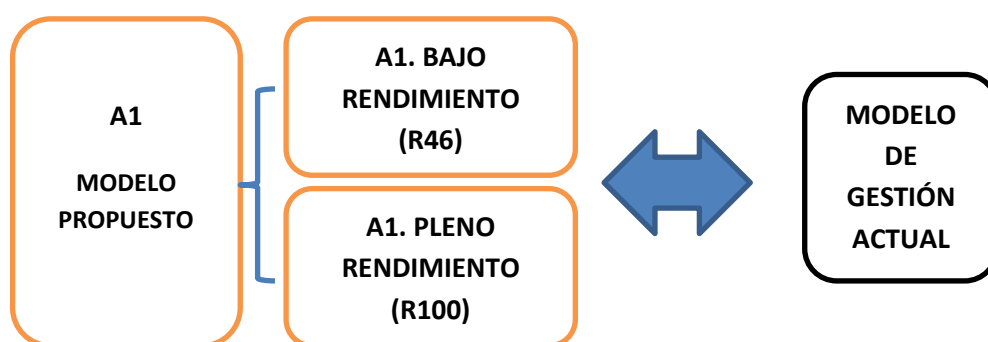 A1
MODELO
PROPUESTO
A1. BAJO
RENDIMIENTO
(R46)
A1. PLENO
RENDIMIENTO
(R100)
MODELO
DE
GESTIÓN
ACTUAL